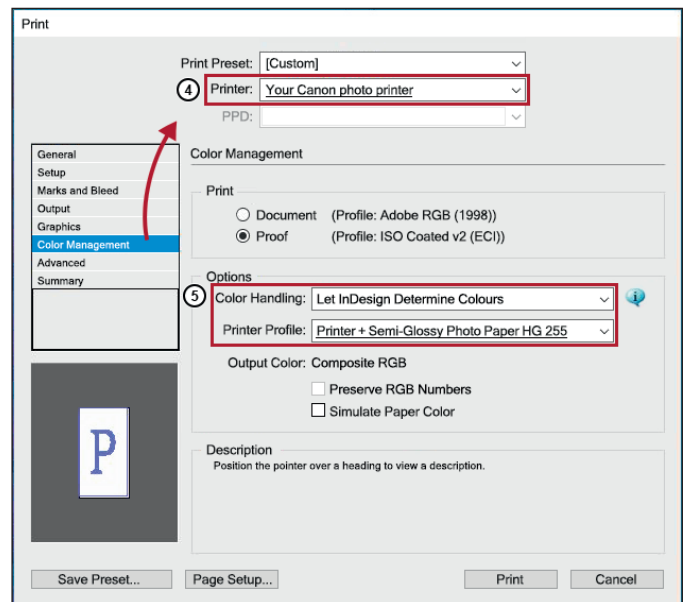 Print
Print Preset: [Custom]
4 Printer: Your Canon photo printer
PPD:
General
Setup
Marks and Bleed
Output
Graphics
Color Management
Advanced
Summary
Color Management
Print
Document (Profile: Adobe RGB (1998))
Proof (Profile: ISO Coated v2 (ECI))
Options
5 Color Handling: Let InDesign Determine Colours
Printer Profile: Printer + Semi-Glossy Photo Paper HG 255
Output Color: Composite RGB
Preserve RGB Numbers
Simulate Paper Color
P
Description
Position the pointer over a heading to view a description.
Save Preset...
Page Setup...
Print
Cancel